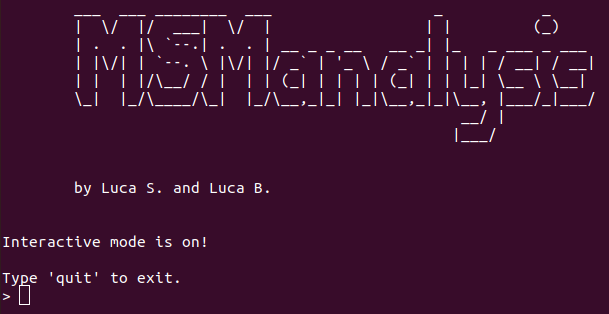 MSManalysis
by Luca S. and Luca B.
Interactive mode is on!
Type 'quit' to exit.
>